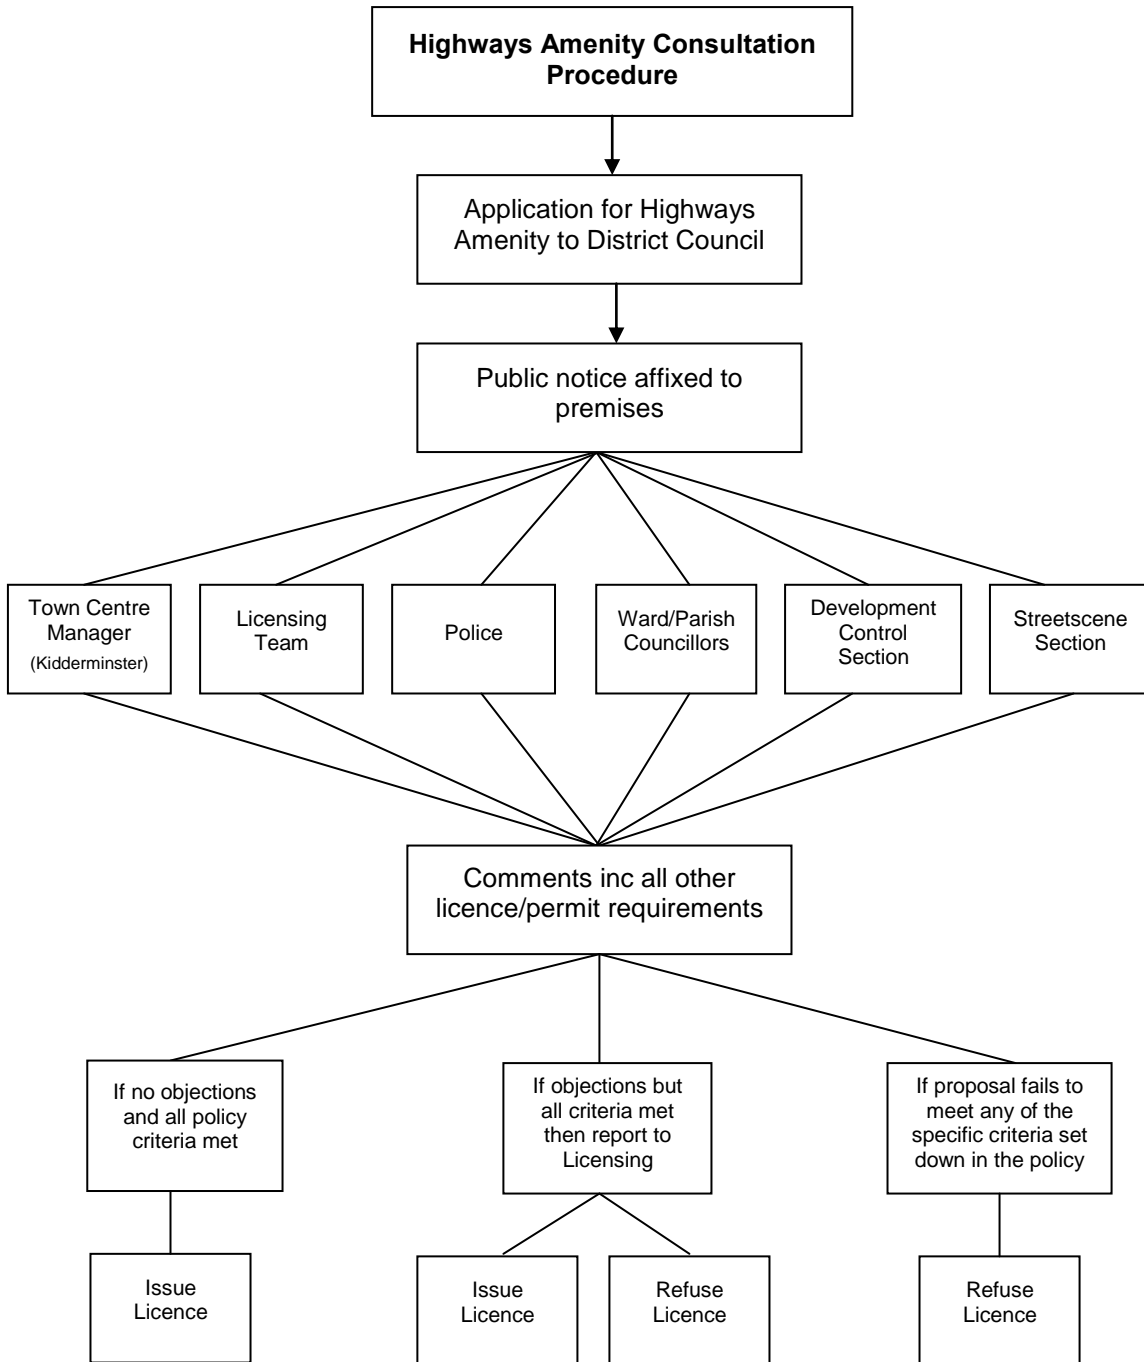 Highways Amenity Consultation
Procedure
Application for Highways
Amenity to District Council
Public notice affixed to
premises
Town Centre
Manager
(Kidderminster)
Licensing
Team
Police
Ward/Parish
Councillors
Development
Control
Section
Streetscene
Section
Comments inc all other
licence/permit requirements
If no objections
and all policy
criteria met
If objections but
all criteria met
then report to
Licensing
If proposal fails to
meet any of the
specific criteria set
down in the policy
Issue
Licence
Issue
Licence
Refuse
Licence
Refuse
Licence